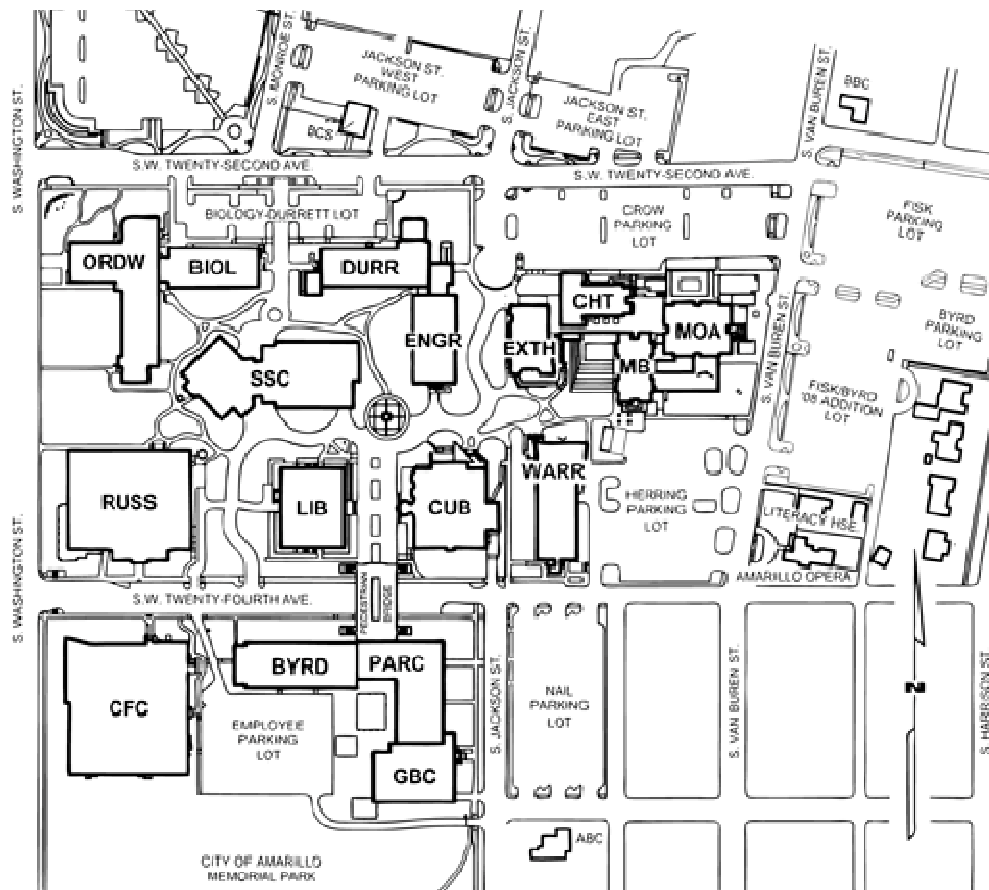 S. WASHINGTON ST.
S. MONROE ST.
JACKSON ST.
WEST
PARKING LOT
S. JACKSON ST.
JACKSON ST.
EAST
PARKING LOT
S. VAN BUREN ST.
BBC
BCS
S.W. TWENTY-SECOND AVE.
S.W. TWENTY-SECOND AVE.
BIOLOGY-DURRETT LOT
CROW
PARKING
LOT
FISK
PARKING
LOT
ORDW
BIOL
DURR
CHT
MOA
ENGR
EXTH
MB
S. VAN BUREN ST.
BYRD
PARKING
LOT
SSC
FISK/BYRD
'08 ADDITION
LOT
RUSS
LIB
CUB
WARR
HERRING
PARKING
LOT
LITERACY HSE.
AMARILLO OPERA
S. WASHINGTON ST.
S.W. TWENTY-FOURTH AVE.
PEDESTRIAN
BRIDGE
BYRD
PARC
CFC
EMPLOYEE
PARKING
LOT
GBC
S. JACKSON ST.
NAIL
PARKING
LOT
S. VAN BUREN ST.
N
S. HARRISON ST.
ABC
CITY OF AMARILLO
MEMORIAL PARK